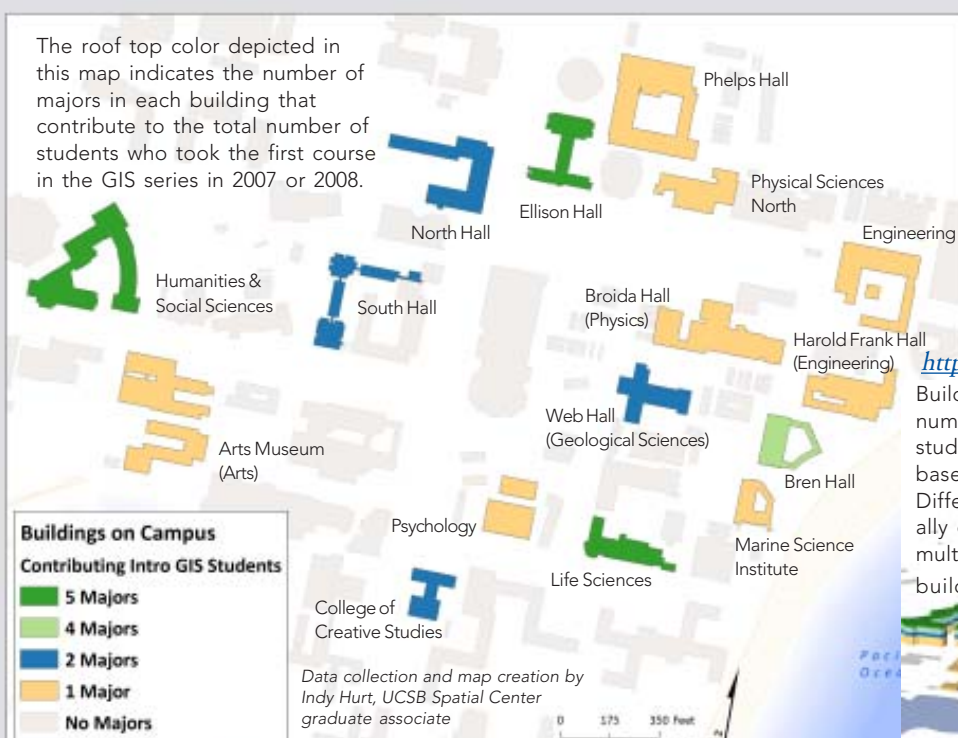 The roof top color depicted in
this map indicates the number of
majors in each building that
contribute to the total number of
students who took the first course
in the GIS series in 2007 or 2008.
Phelps Hall
Physical Sciences
North
Ellison Hall
North Hall
Engineering
Humanities &
Social Sciences
South Hall
Broida Hall
(Physics)
Harold Frank Hall
(Engineering)
http
Build
num
stud
base
Diffe
ally
mult
build
Web Hall
(Geological Sciences)
Arts Museum
(Arts)
Bren Hall
Psychology
Marine Science
Institute
Life Sciences
College of
Creative Studies
Buildings on Campus
Contributing Intro GIS Students
5 Majors
4 Majors
2 Majors
1 Major
No Majors
Data collection and map creation by
Indy Hurt, UCSB Spatial Center
graduate associate
0 175 350 Feet
Paci
Ocea